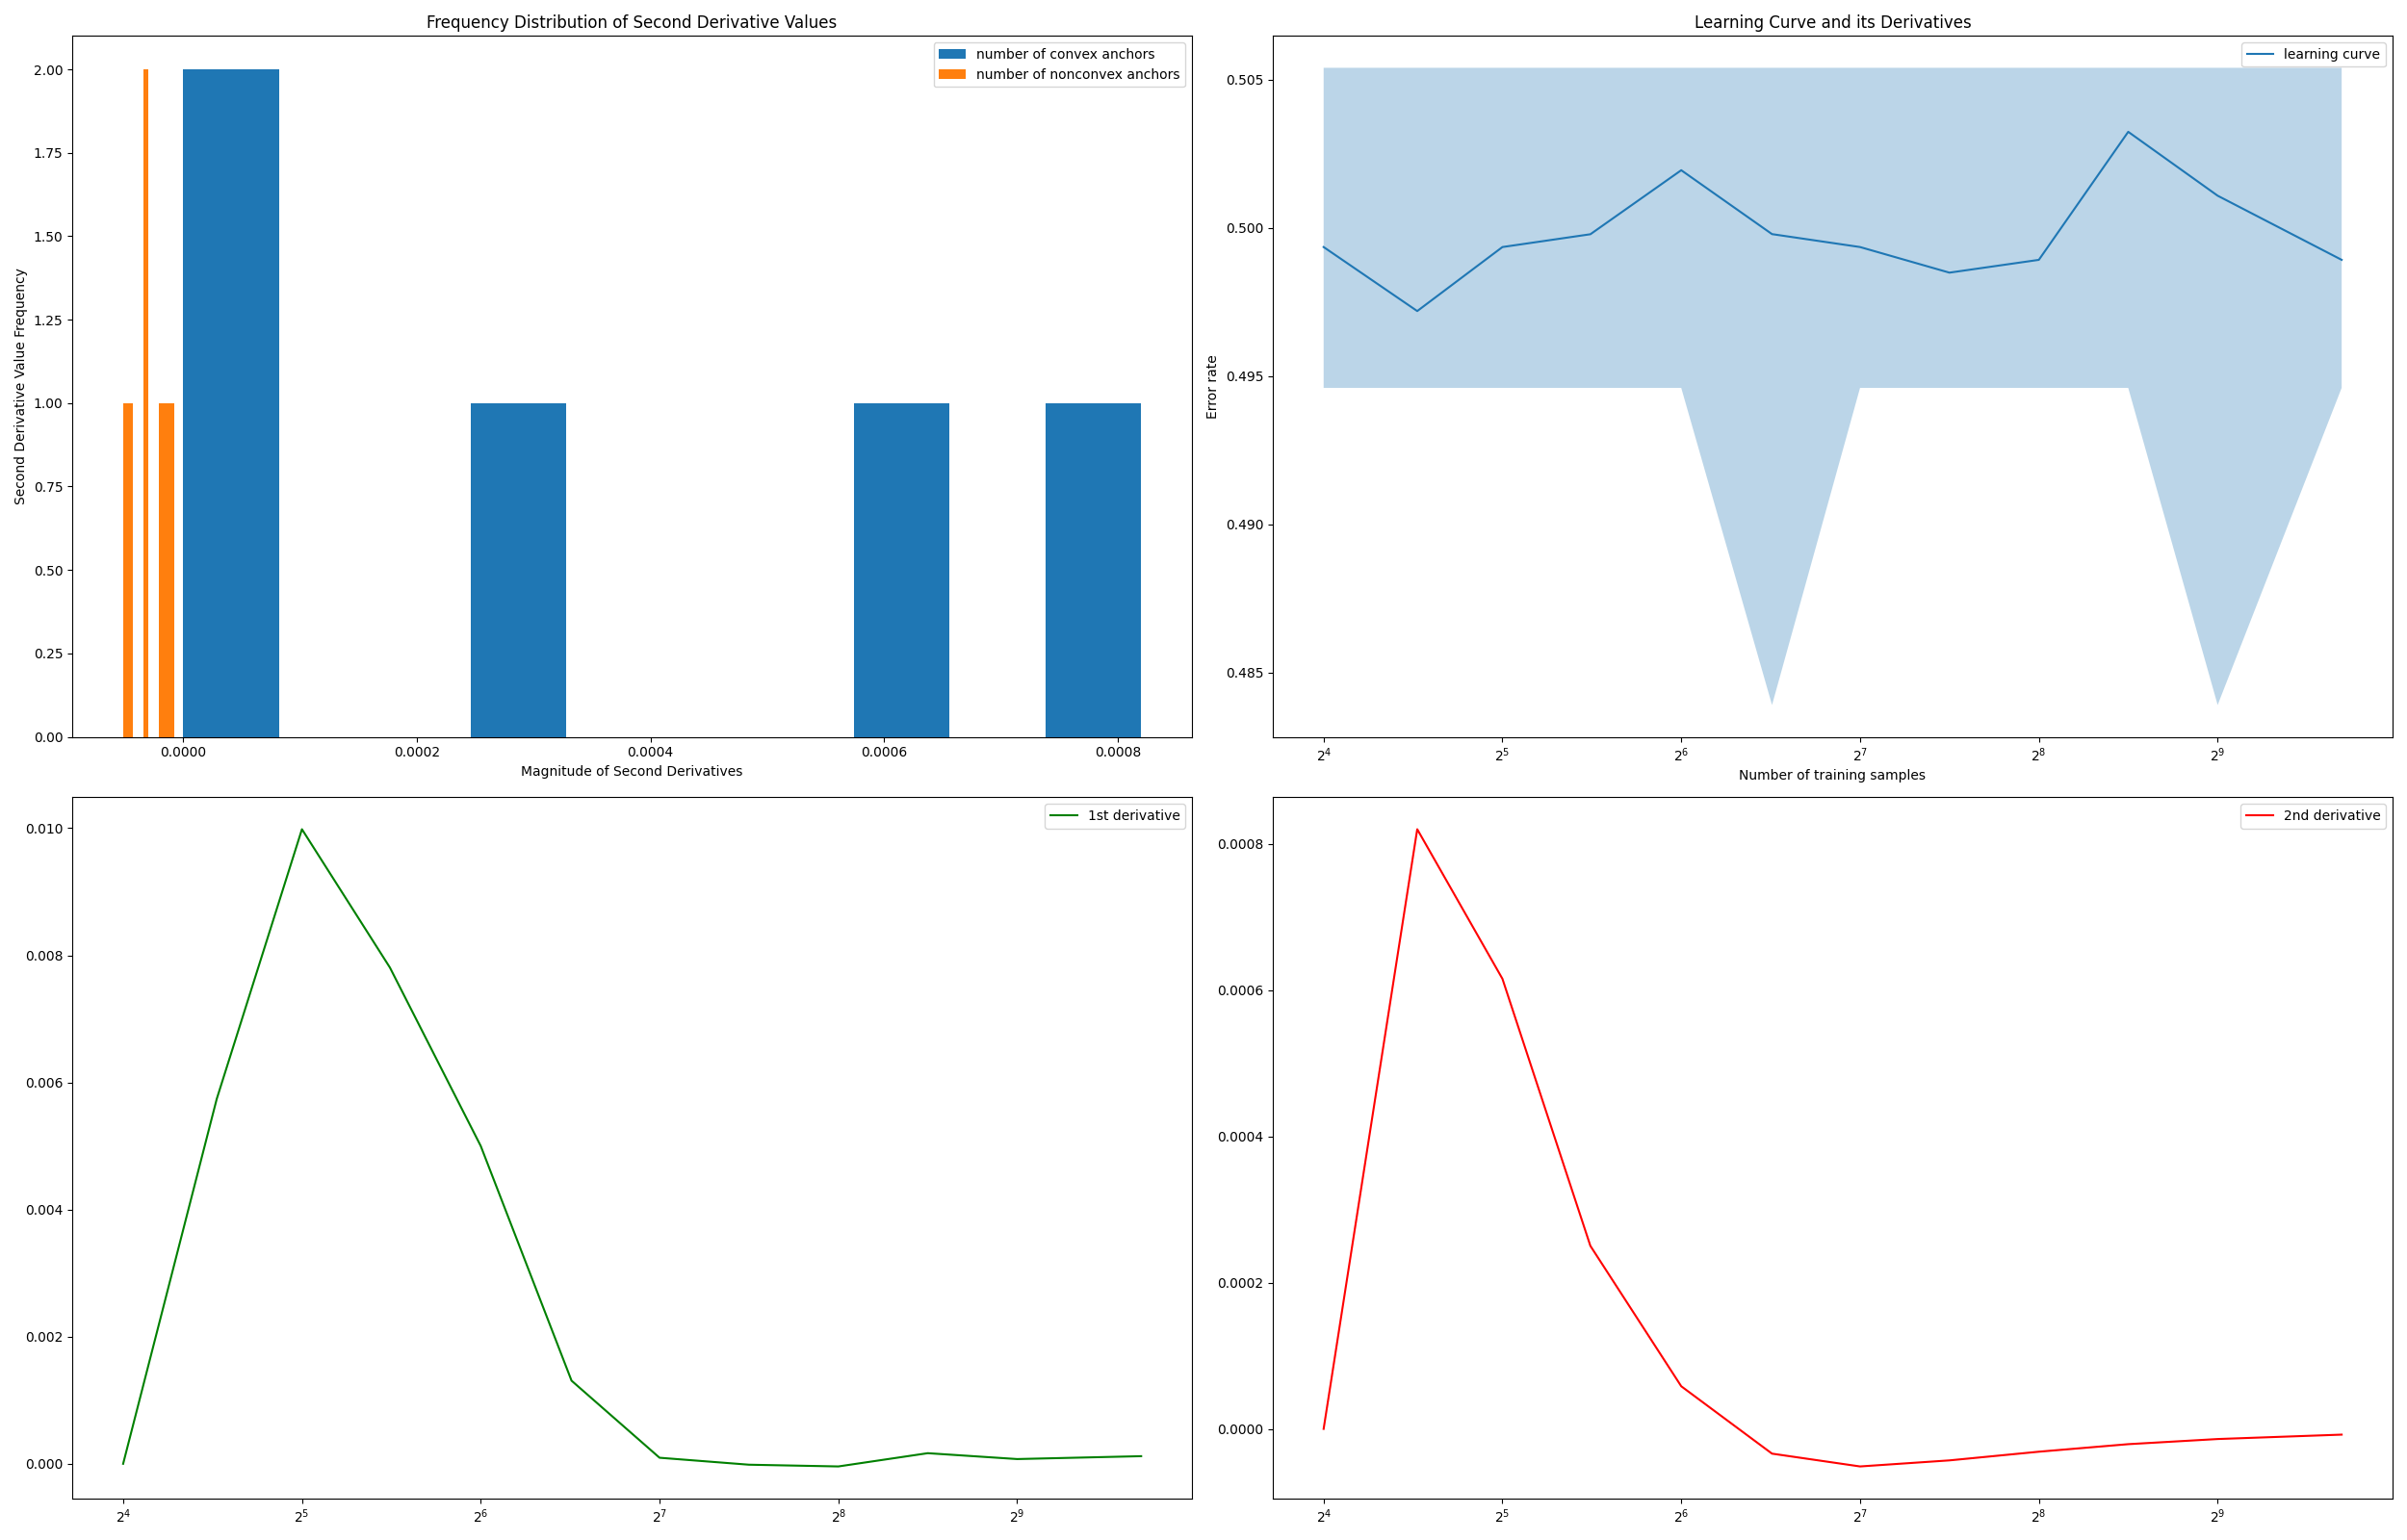 Frequency Distribution of Second Derivative Values
number of convex anchors
number of nonconvex anchors
2.00
1.75
1.50
1.25
1.00
0.75
0.50
0.25
0.00
Second Derivative Value Frequency
0.0000 0.0002 0.0004 0.0006 0.0008
Magnitude of Second Derivatives
Learning Curve and its Derivatives
learning curve
0.505
0.500
0.495
0.490
0.485
Error rate
2⁴ 2⁵ 2⁶ 2⁷ 2⁸ 2⁹
Number of training samples
1st derivative
0.010
0.008
0.006
0.004
0.002
0.000
2⁴ 2⁵ 2⁶ 2⁷ 2⁸ 2⁹
2nd derivative
0.0008
0.0006
0.0004
0.0002
0.0000
2⁴ 2⁵ 2⁶ 2⁷ 2⁸ 2⁹